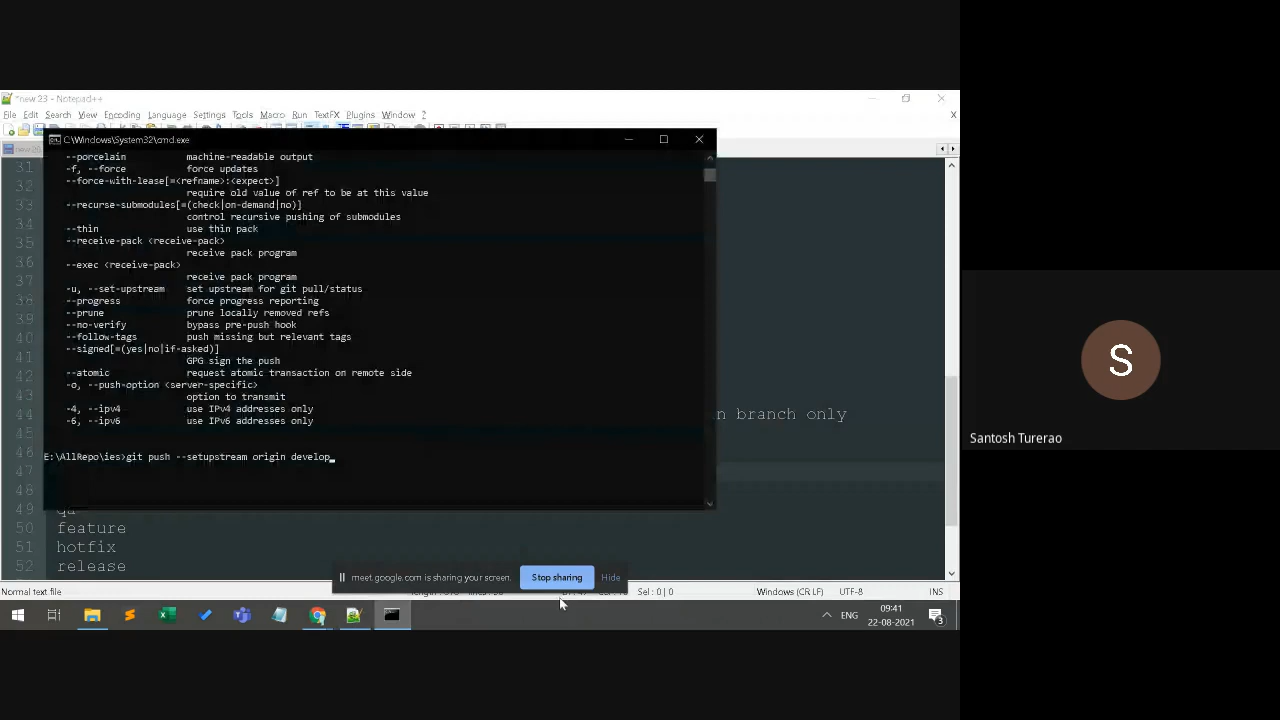 *new 23 - Notepad++
File Edit Search View Encoding Language Settings Tools Macro Run TextFX Plugins Window ?
X
C:\Windows\System32\cmd.exe
31
32
33
34
35
36
37
38
39
40
41
42
43
44
45
46
47
48
49
50
51
52
--porcelain machine-readable output
-f, --force force updates
--force-with-lease[=<refname>:<expect>]
require old value of ref to be at this value
--recurse-submodules[=(check|on-demand|no)]
control recursive pushing of submodules
--thin use thin pack
--receive-pack <receive-pack>
receive pack program
--exec <receive-pack>
receive pack program
-u, --set-upstream set upstream for git pull/status
--progress force progress reporting
--prune prune locally removed refs
--no-verify bypass pre-push hook
--follow-tags push missing but relevant tags
--signed[=(yes|no|if-asked)]
GPG sign the push
--atomic request atomic transaction on remote side
-o, --push-option <server-specific>
option to transmit
-4, --ipv4 use IPv4 addresses only
-6, --ipv6 use IPv6 addresses only
E:\AllRepo\ies>git push --setupstream origin develop
n branch only
qa
feature
hotfix
release
meet.google.com is sharing your screen. Stop sharing Hide
Normal text file Sel : 0 | 0 Windows (CR LF) UTF-8 INS
ENG
09:41
22-08-2021
3
S
Santosh Turerao